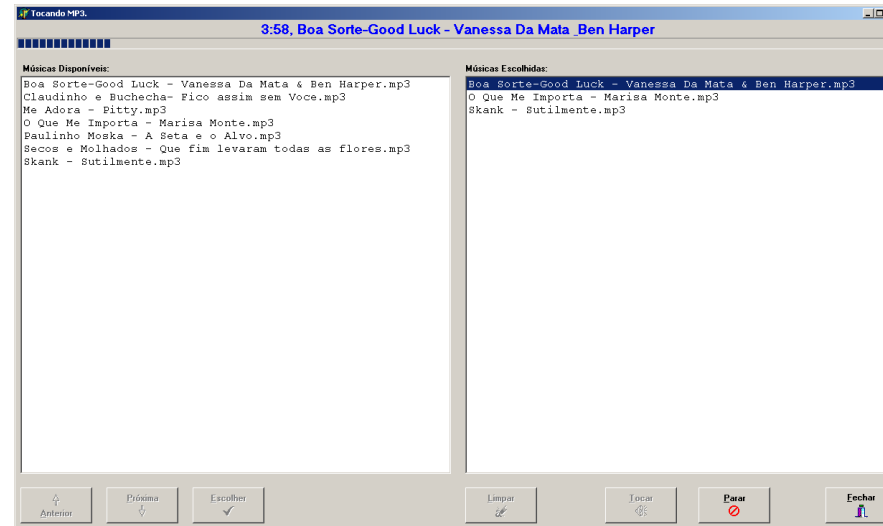 Tocando MP3.
3:58, Boa Sorte-Good Luck - Vanessa Da Mata _Ben Harper
Músicas Disponíveis:
Boa Sorte-Good Luck - Vanessa Da Mata & Ben Harper.mp3
Claudinho e Buchecha- Fico assim sem Voce.mp3
Me Adora - Pitty.mp3
O Que Me Importa - Marisa Monte.mp3
Paulinho Moska - A Seta e o Alvo.mp3
Secos e Molhados - Que fim levaram todas as flores.mp3
Skank - Sutilmente.mp3
Músicas Escolhidas:
Boa Sorte-Good Luck - Vanessa Da Mata & Ben Harper.mp3
O Que Me Importa - Marisa Monte.mp3
Skank - Sutilmente.mp3
Anterior
Próxima
Escolher
Limpar
Tocar
Parar
Fechar